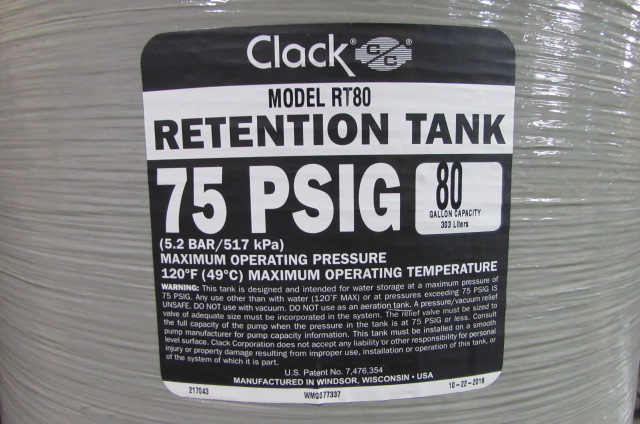 Clack® C/C®
MODEL RT80
RETENTION TANK
75 PSIG
80
GALLON CAPACITY
303 Liters
(5.2 BAR/517 kPa)
MAXIMUM OPERATING PRESSURE
120°F (49°C) MAXIMUM OPERATING TEMPERATURE
WARNING: This tank is designed and intended for water storage at a maximum pressure of
75 PSIG. Any use other than with water (120°F MAX) or at pressures exceeding 75 PSIG IS
UNSAFE. DO NOT use with vacuum. DO NOT use as an aeration tank. A pressure/vacuum relief
valve of adequate size must be incorporated in the system. The relief valve must be sized to
the full capacity of the pump when the pressure in the tank is at 75 PSIG or less. Consult
pump manufacturer for pump capacity information. This tank must be installed on a smooth
level surface. Clack Corporation does not accept any liability or other responsibility for personal
injury or property damage resulting from improper use, installation or operation of this tank, or
of the system of which it is part.
U.S. Patent No. 7,476,354
MANUFACTURED IN WINDSOR, WISCONSIN • USA
217043
WMG077337
10-22-2018